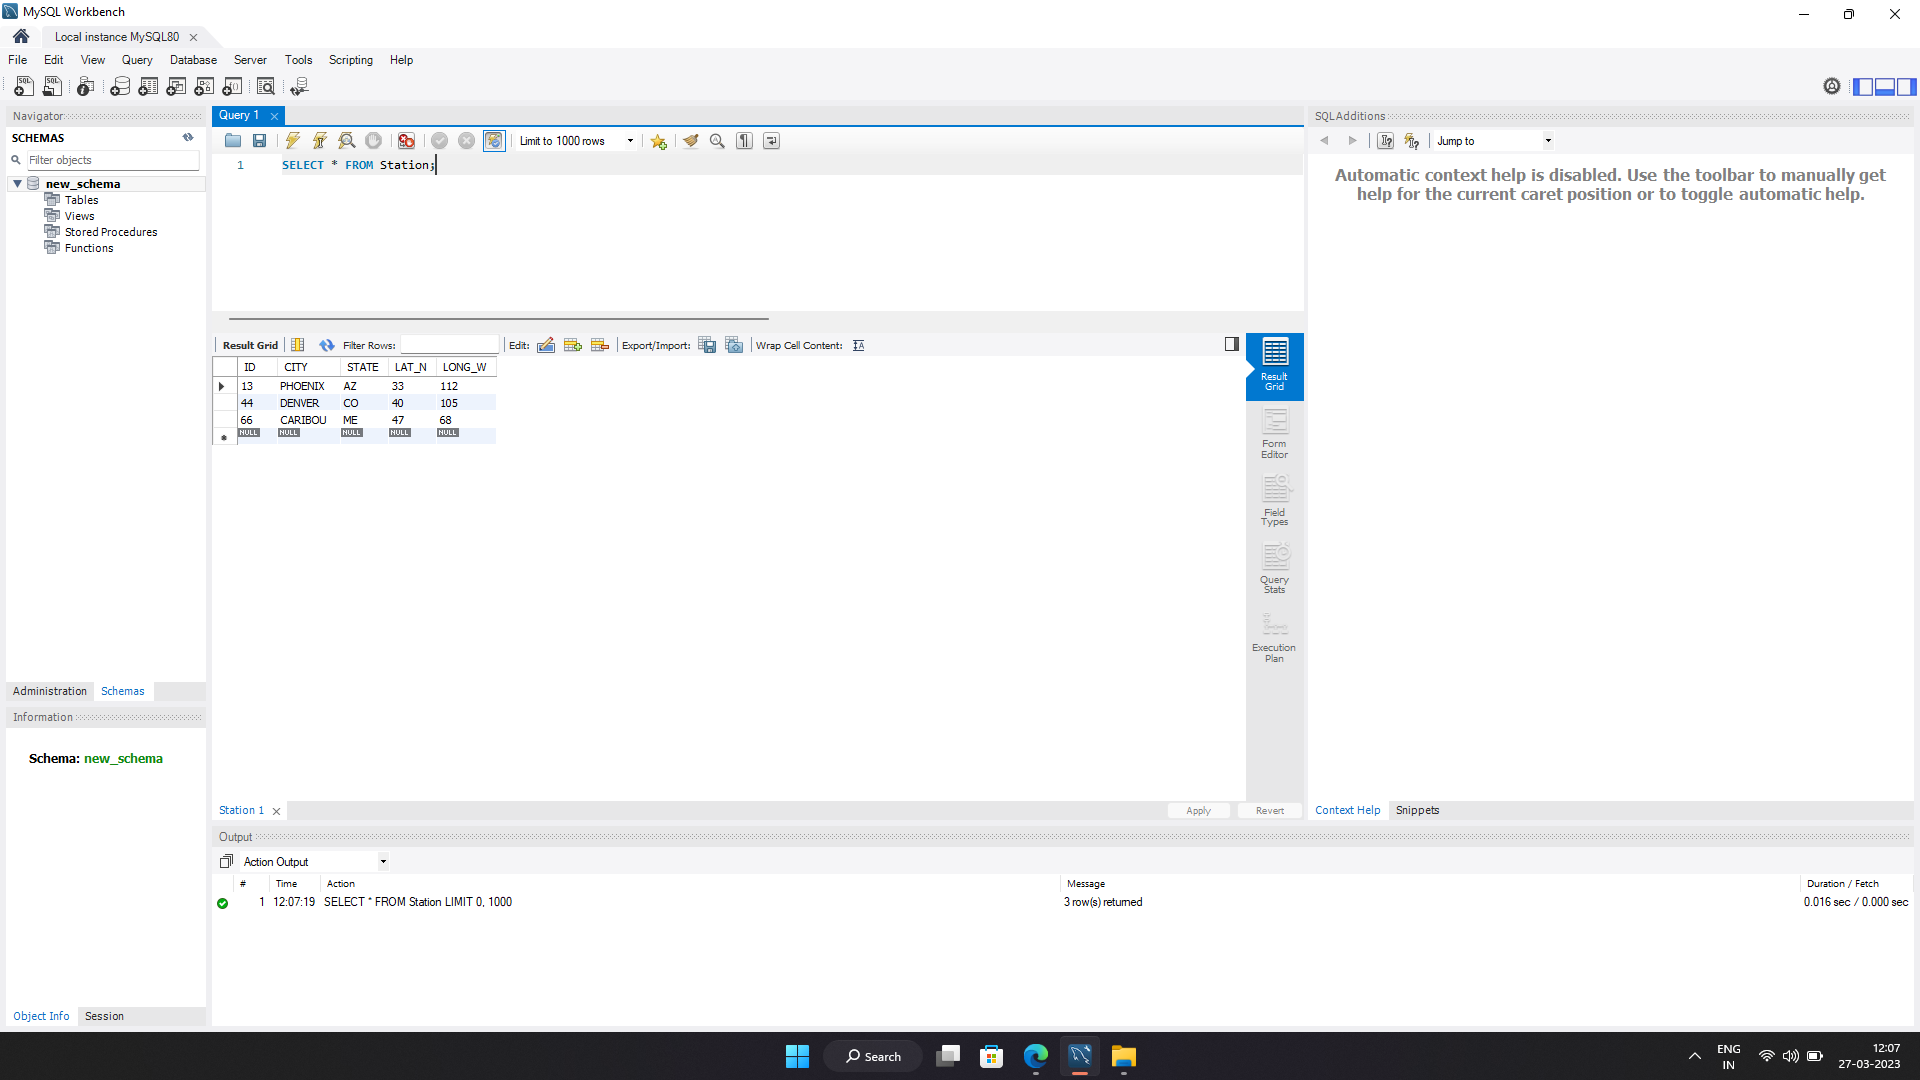 MySQL Workbench
Local instance MySQL80
File Edit View Query Database Server Tools Scripting Help
Navigator
SCHEMAS
Filter objects
new_schema
Tables
Views
Stored Procedures
Functions
Administration Schemas
Information
Schema: new_schema
Object Info Session
Query 1
Limit to 1000 rows
1 SELECT * FROM Station;
Result Grid Filter Rows: Edit: Export/Import: Wrap Cell Content:
ID CITY STATE LAT_N LONG_W
13 PHOENIX AZ 33 112
44 DENVER CO 40 105
66 CARIBOU ME 47 68
NULL NULL NULL NULL NULL
Result
Grid
Form
Editor
Field
Types
Query
Stats
Execution
Plan
Station 1
Apply Revert
SQLAdditions
Jump to
Automatic context help is disabled. Use the toolbar to manually get
help for the current caret position or to toggle automatic help.
Context Help Snippets
Output
Action Output
# Time Action Message Duration / Fetch
1 12:07:19 SELECT * FROM Station LIMIT 0, 1000 3 row(s) returned 0.016 sec / 0.000 sec
Search
ENG
IN
12:07
27-03-2023